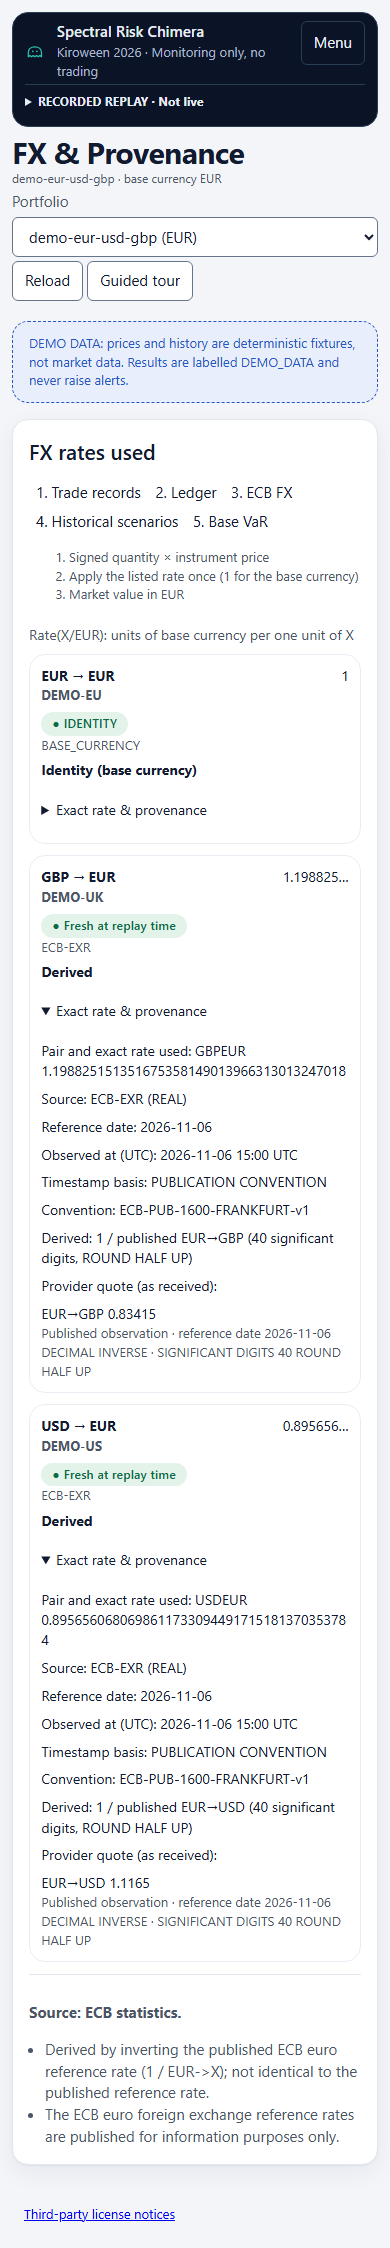 Spectral Risk Chimera
Kiroween 2026 · Monitoring only, no
trading
Menu
▶ RECORDED REPLAY · Not live
FX & Provenance
demo-eur-usd-gbp · base currency EUR
Portfolio
demo-eur-usd-gbp (EUR)
Reload
Guided tour
DEMO DATA: prices and history are deterministic fixtures,
not market data. Results are labelled DEMO_DATA and
never raise alerts.
FX rates used
1. Trade records 2. Ledger 3. ECB FX
4. Historical scenarios 5. Base VaR
1. Signed quantity × instrument price
2. Apply the listed rate once (1 for the base currency)
3. Market value in EUR
Rate(X/EUR): units of base currency per one unit of X
EUR → EUR 1
DEMO-EU
● IDENTITY
BASE_CURRENCY
Identity (base currency)
▶ Exact rate & provenance
GBP → EUR 1.198825…
DEMO-UK
● Fresh at replay time
ECB-EXR
Derived
▼ Exact rate & provenance
Pair and exact rate used: GBPEUR
1.198825151351675358149013966313013247018
Source: ECB-EXR (REAL)
Reference date: 2026-11-06
Observed at (UTC): 2026-11-06 15:00 UTC
Timestamp basis: PUBLICATION CONVENTION
Convention: ECB-PUB-1600-FRANKFURT-v1
Derived: 1 / published EUR→GBP (40 significant
digits, ROUND HALF UP)
Provider quote (as received):
EUR→GBP 0.83415
Published observation · reference date 2026-11-06
DECIMAL INVERSE · SIGNIFICANT DIGITS 40 ROUND
HALF UP
USD → EUR 0.895656…
DEMO-US
● Fresh at replay time
ECB-EXR
Derived
▼ Exact rate & provenance
Pair and exact rate used: USDEUR
0.895656068069861173309449171518137035378
4
Source: ECB-EXR (REAL)
Reference date: 2026-11-06
Observed at (UTC): 2026-11-06 15:00 UTC
Timestamp basis: PUBLICATION CONVENTION
Convention: ECB-PUB-1600-FRANKFURT-v1
Derived: 1 / published EUR→USD (40 significant
digits, ROUND HALF UP)
Provider quote (as received):
EUR→USD 1.1165
Published observation · reference date 2026-11-06
DECIMAL INVERSE · SIGNIFICANT DIGITS 40 ROUND
HALF UP
Source: ECB statistics.
• Derived by inverting the published ECB euro
reference rate (1 / EUR->X); not identical to the
published reference rate.
• The ECB euro foreign exchange reference rates
are published for information purposes only.
Third-party license notices